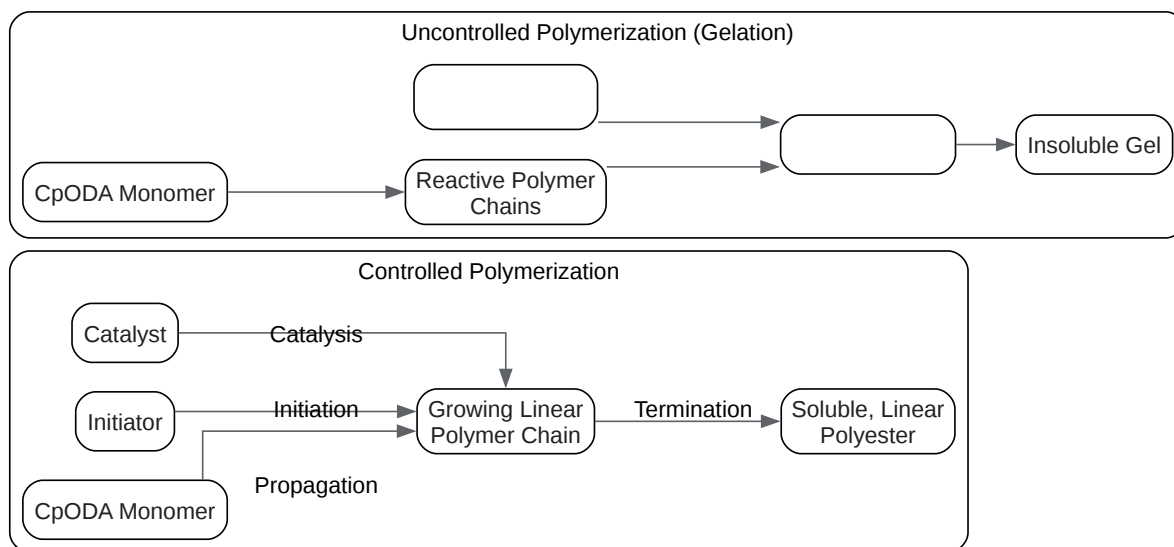 Uncontrolled Polymerization (Gelation)
CpODA Monomer
Reactive Polymer
Chains
Insoluble Gel
Controlled Polymerization
Catalyst
Catalysis
Initiator
Initiation
Growing Linear
Polymer Chain
Termination
Soluble, Linear
Polyester
CpODA Monomer
Propagation